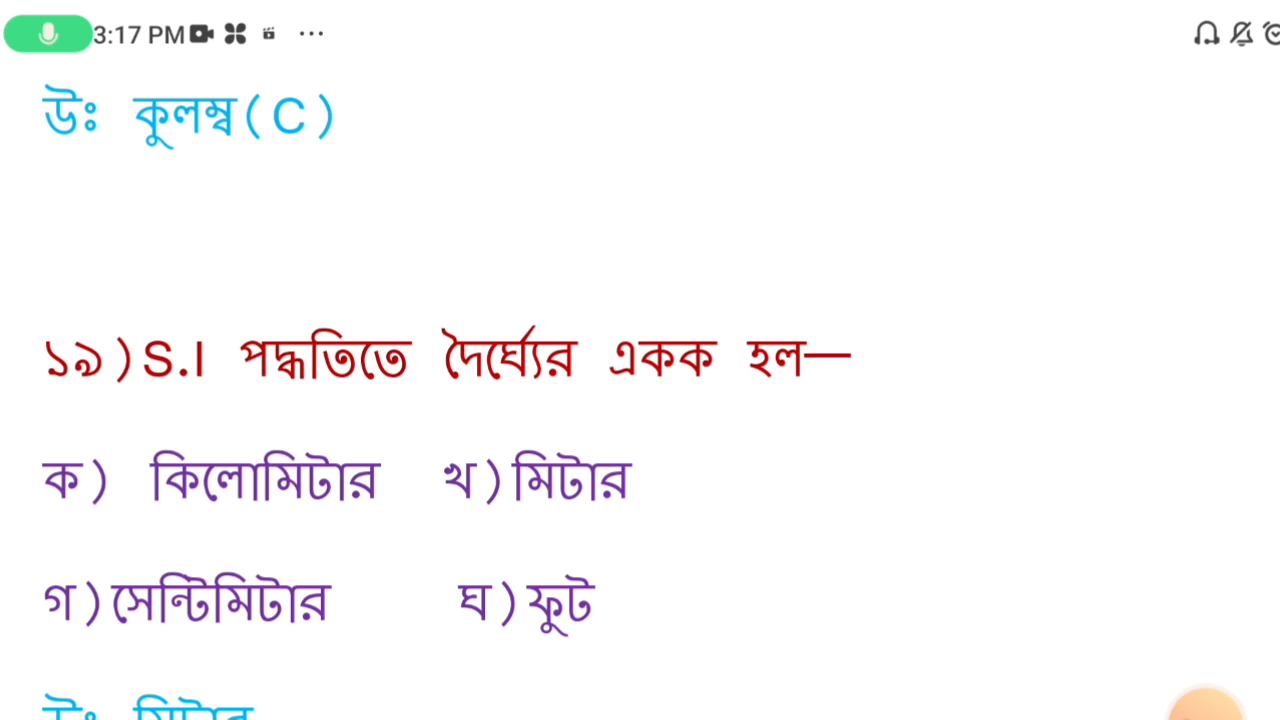 3:17 PM
উঃ কুলম্ব(C)
১৯)S.I পদ্ধতিতে দৈর্ঘ্যের একক হল—
ক) কিলোমিটার খ)মিটার
গ)সেন্টিমিটার ঘ)ফুট
উঃ মিটার